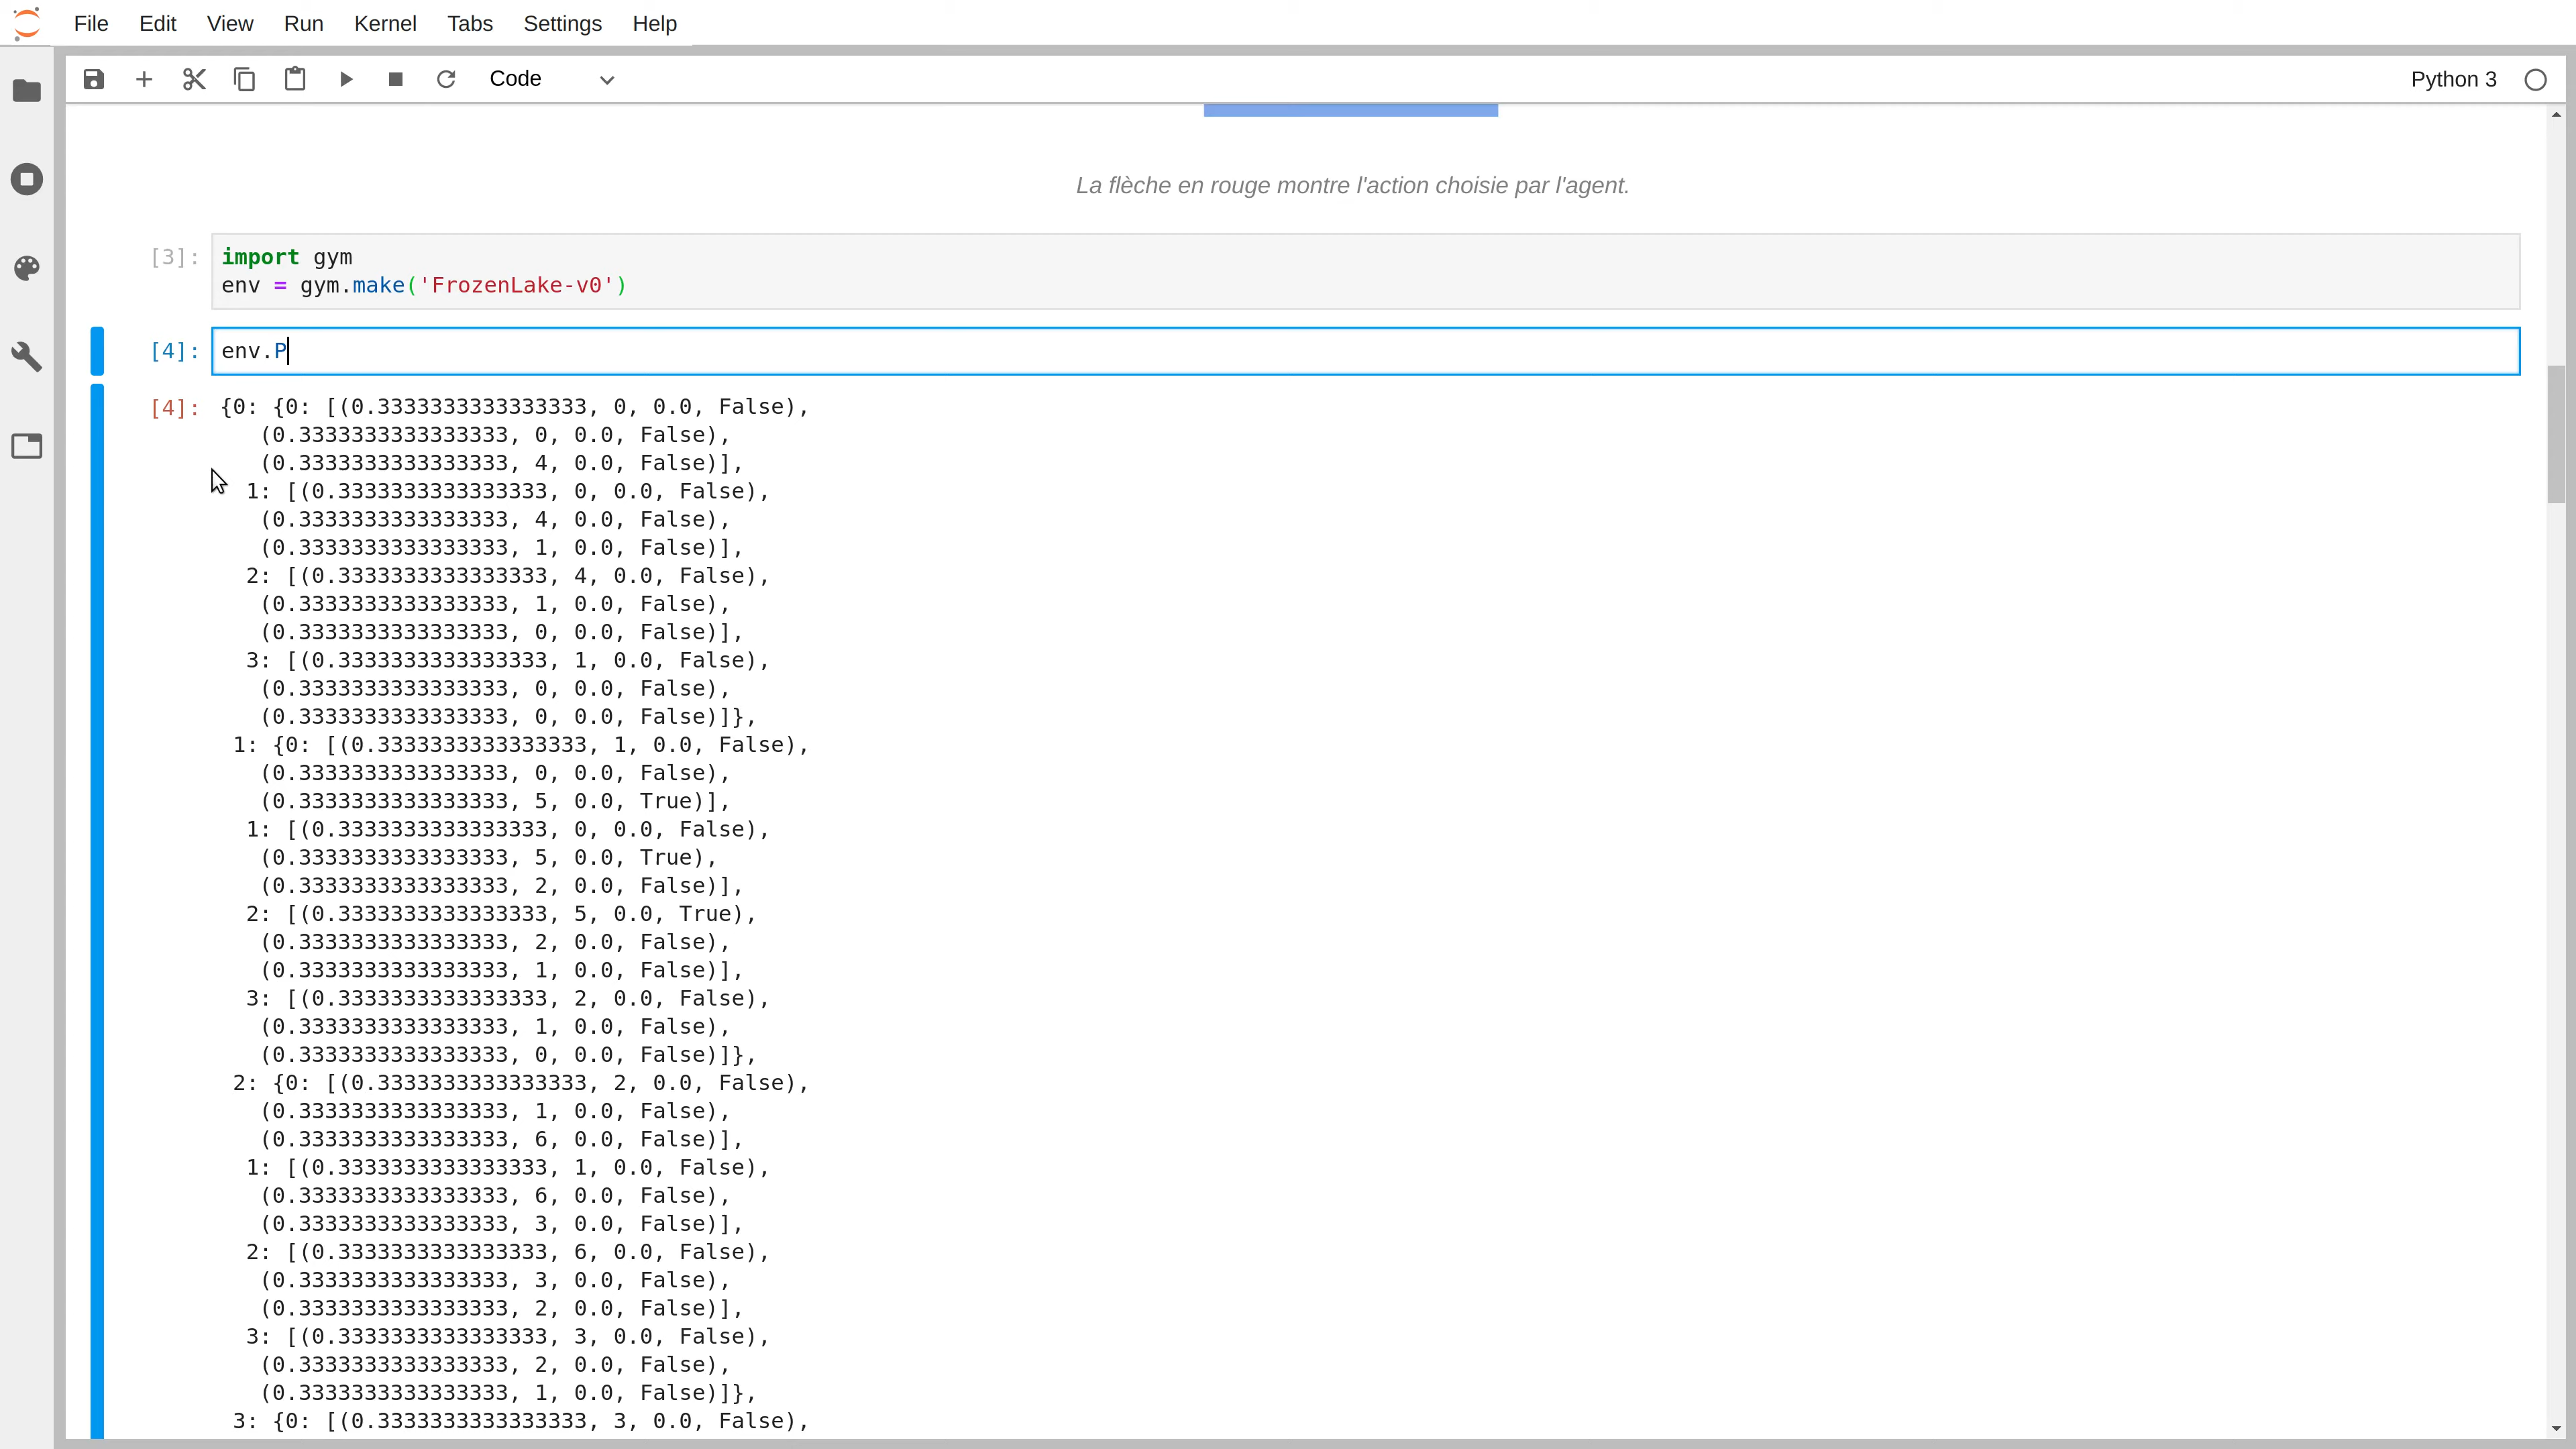 File Edit View Run Kernel Tabs Settings Help
Code
Python 3
La flèche en rouge montre l'action choisie par l'agent.
[3]: import gym
env = gym.make('FrozenLake-v0')
[4]: env.P
[4]: {0: {0: [(0.3333333333333333, 0, 0.0, False),
(0.3333333333333333, 0, 0.0, False),
(0.3333333333333333, 4, 0.0, False)],
1: [(0.3333333333333333, 0, 0.0, False),
(0.3333333333333333, 4, 0.0, False),
(0.3333333333333333, 1, 0.0, False)],
2: [(0.3333333333333333, 4, 0.0, False),
(0.3333333333333333, 1, 0.0, False),
(0.3333333333333333, 0, 0.0, False)],
3: [(0.3333333333333333, 1, 0.0, False),
(0.3333333333333333, 0, 0.0, False),
(0.3333333333333333, 0, 0.0, False)]},
1: {0: [(0.3333333333333333, 1, 0.0, False),
(0.3333333333333333, 0, 0.0, False),
(0.3333333333333333, 5, 0.0, True)],
1: [(0.3333333333333333, 0, 0.0, False),
(0.3333333333333333, 5, 0.0, True),
(0.3333333333333333, 2, 0.0, False)],
2: [(0.3333333333333333, 5, 0.0, True),
(0.3333333333333333, 2, 0.0, False),
(0.3333333333333333, 1, 0.0, False)],
3: [(0.3333333333333333, 2, 0.0, False),
(0.3333333333333333, 1, 0.0, False),
(0.3333333333333333, 0, 0.0, False)]},
2: {0: [(0.3333333333333333, 2, 0.0, False),
(0.3333333333333333, 1, 0.0, False),
(0.3333333333333333, 6, 0.0, False)],
1: [(0.3333333333333333, 1, 0.0, False),
(0.3333333333333333, 6, 0.0, False),
(0.3333333333333333, 3, 0.0, False)],
2: [(0.3333333333333333, 6, 0.0, False),
(0.3333333333333333, 3, 0.0, False),
(0.3333333333333333, 2, 0.0, False)],
3: [(0.3333333333333333, 3, 0.0, False),
(0.3333333333333333, 2, 0.0, False),
(0.3333333333333333, 1, 0.0, False)]},
3: {0: [(0.3333333333333333, 3, 0.0, False),